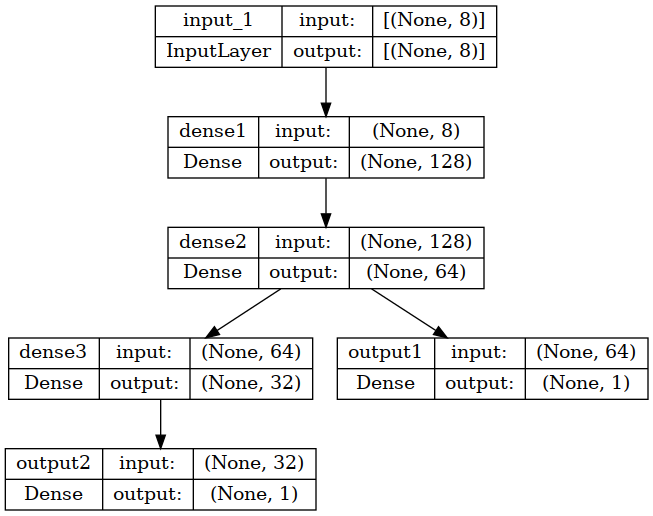 input_1 input: [(None, 8)]
InputLayer output: [(None, 8)]
dense1 input: (None, 8)
Dense output: (None, 128)
dense2 input: (None, 128)
Dense output: (None, 64)
dense3 input: (None, 64)
Dense output: (None, 32)
output1 input: (None, 64)
Dense output: (None, 1)
output2 input: (None, 32)
Dense output: (None, 1)